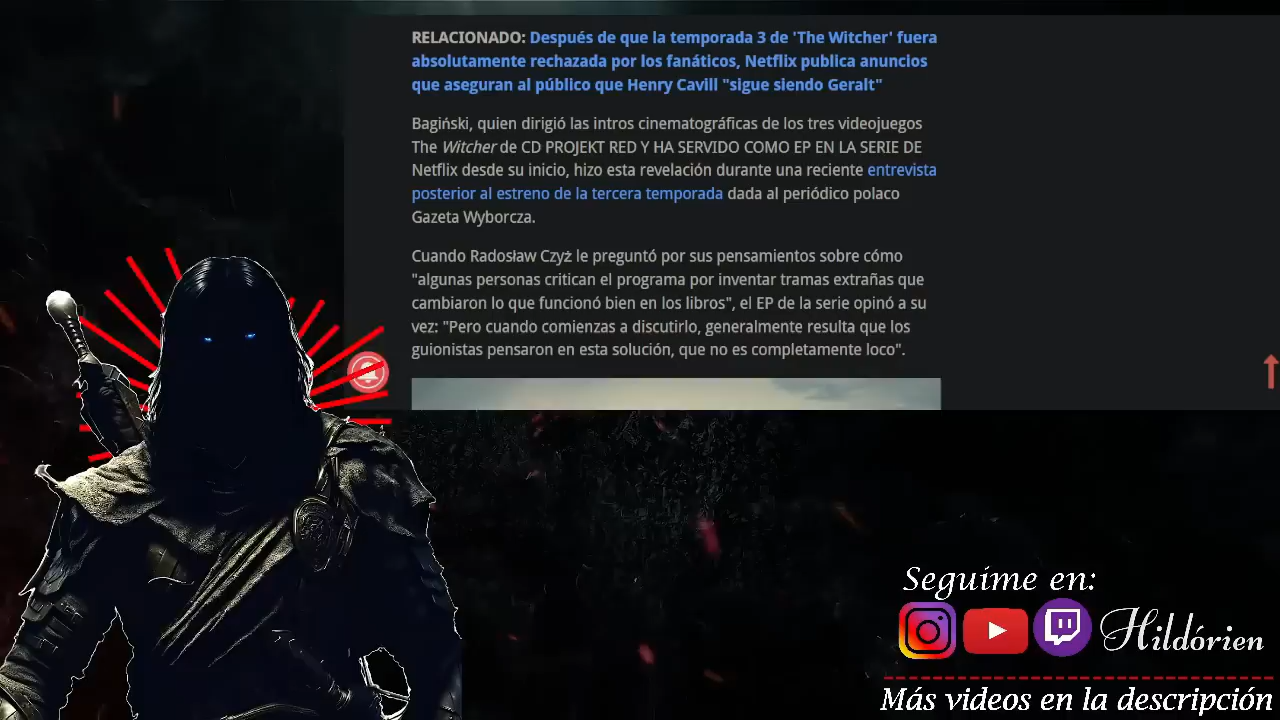 RELACIONADO: Después de que la temporada 3 de 'The Witcher' fuera
absolutamente rechazada por los fanáticos, Netflix publica anuncios
que aseguran al público que Henry Cavill "sigue siendo Geralt"
Bagiński, quien dirigió las intros cinematográficas de los tres videojuegos
The Witcher de CD PROJEKT RED Y HA SERVIDO COMO EP EN LA SERIE DE
Netflix desde su inicio, hizo esta revelación durante una reciente entrevista
posterior al estreno de la tercera temporada dada al periódico polaco
Gazeta Wyborcza.
Cuando Radosław Czyż le preguntó por sus pensamientos sobre cómo
"algunas personas critican el programa por inventar tramas extrañas que
cambiaron lo que funcionó bien en los libros", el EP de la serie opinó a su
vez: "Pero cuando comienzas a discutirlo, generalmente resulta que los
guionistas pensaron en esta solución, que no es completamente loco".
Seguime en:
Hildórien
Más videos en la descripción